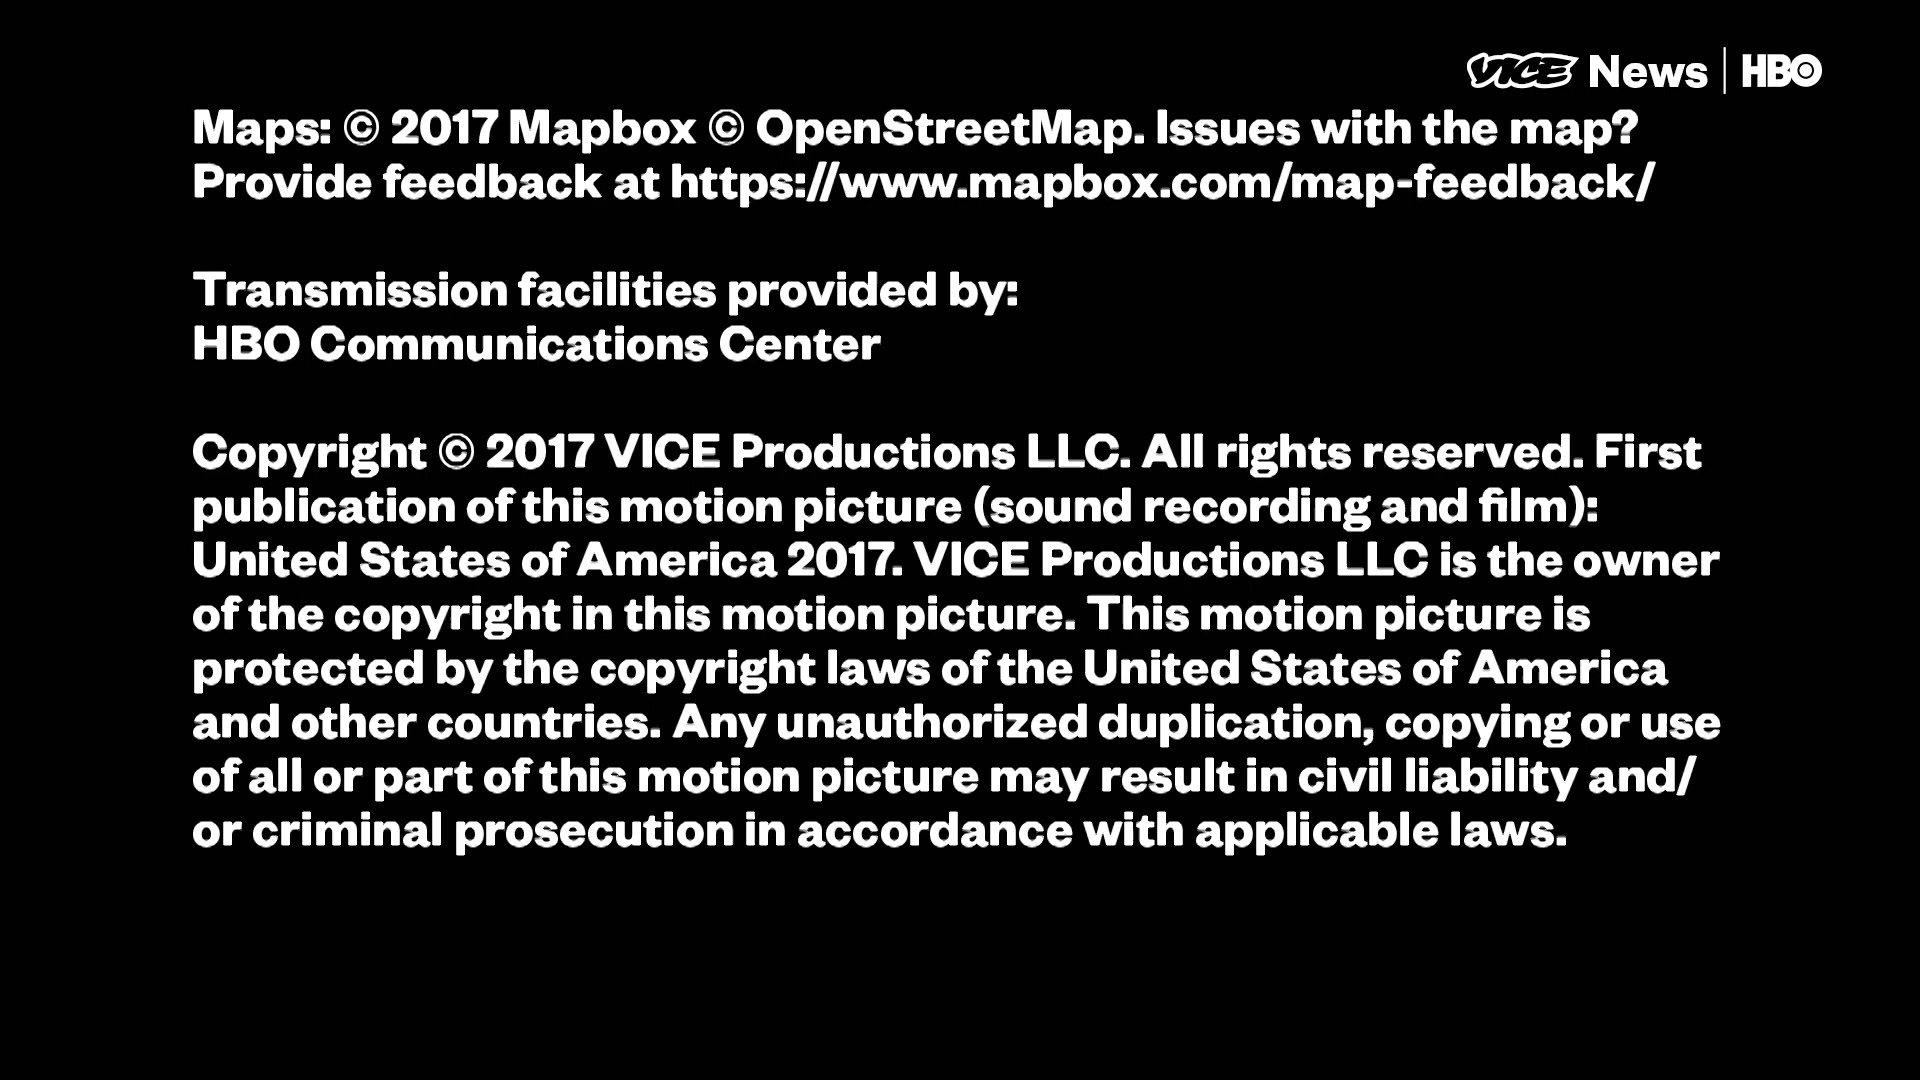 VICE News | HBO
Maps: © 2017 Mapbox © OpenStreetMap. Issues with the map?
Provide feedback at https://www.mapbox.com/map-feedback/
Transmission facilities provided by:
HBO Communications Center
Copyright © 2017 VICE Productions LLC. All rights reserved. First
publication of this motion picture (sound recording and film):
United States of America 2017. VICE Productions LLC is the owner
of the copyright in this motion picture. This motion picture is
protected by the copyright laws of the United States of America
and other countries. Any unauthorized duplication, copying or use
of all or part of this motion picture may result in civil liability and/
or criminal prosecution in accordance with applicable laws.